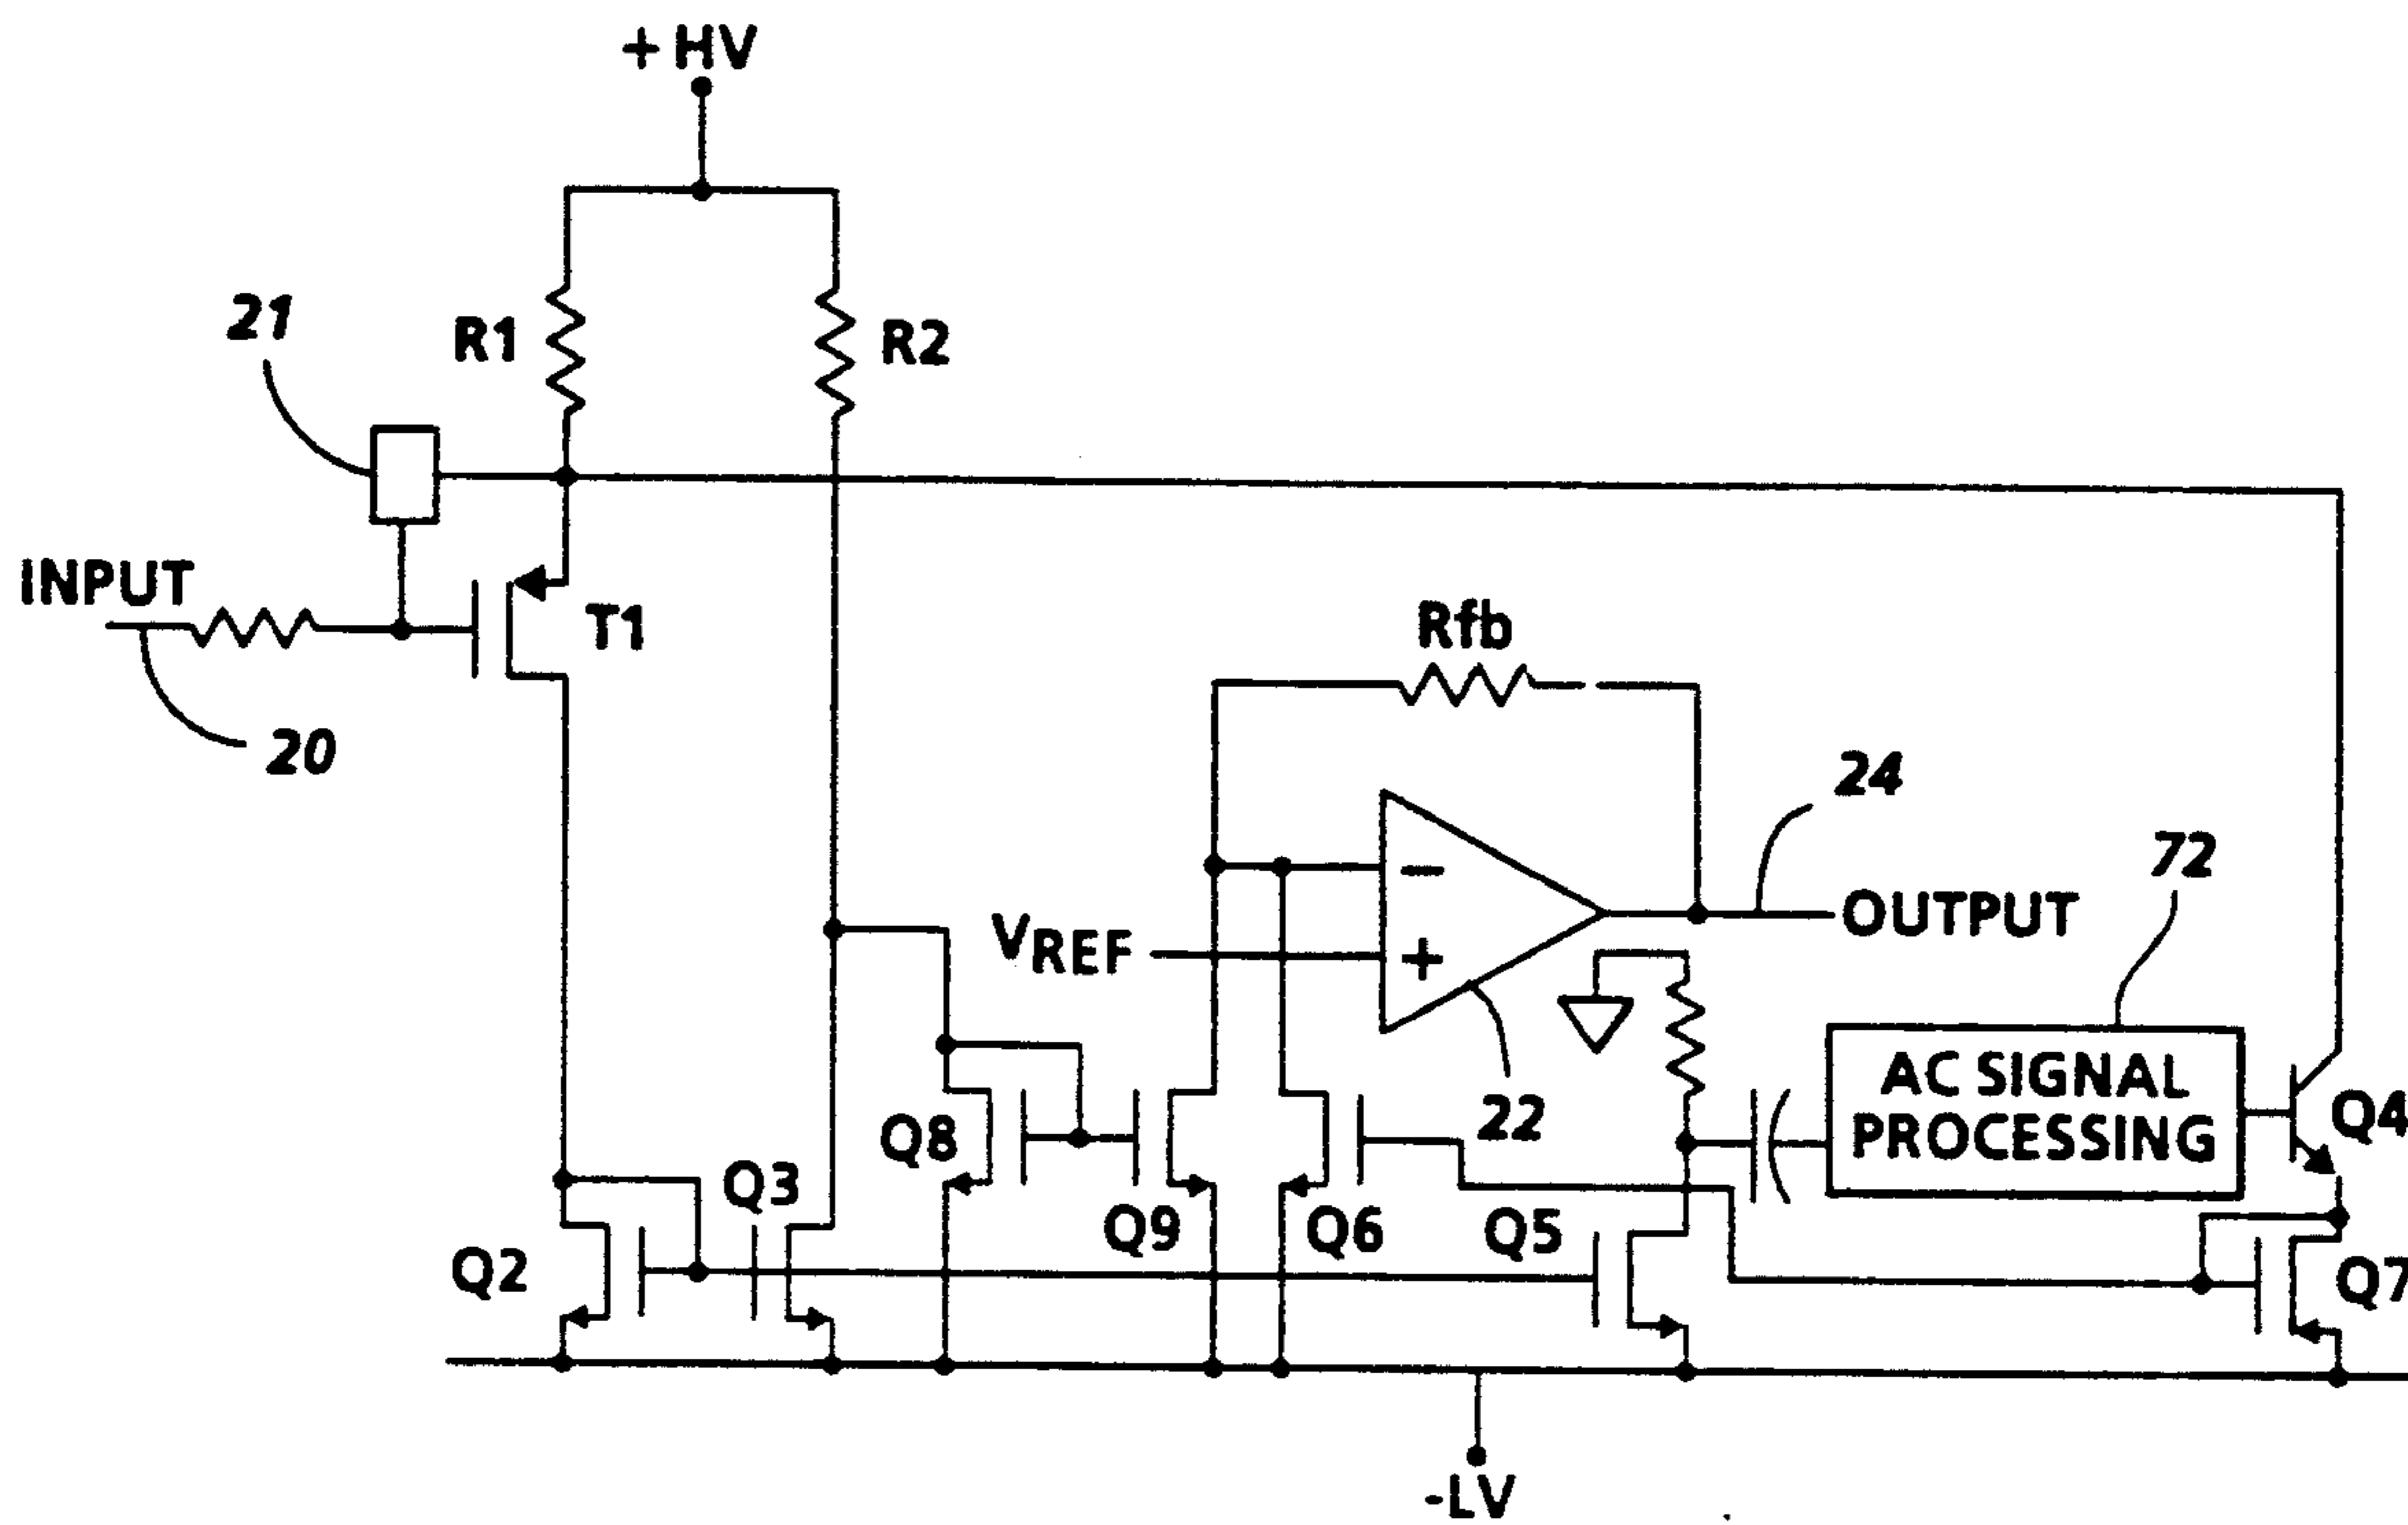 + HV
21
R1
R2
INPUT
T1
20
Rfb
24
72
VREF
−
+
OUTPUT
22
AC SIGNAL
PROCESSING
Q4
Q8
Q3
Q9
Q6
Q5
Q2
Q7
-LV